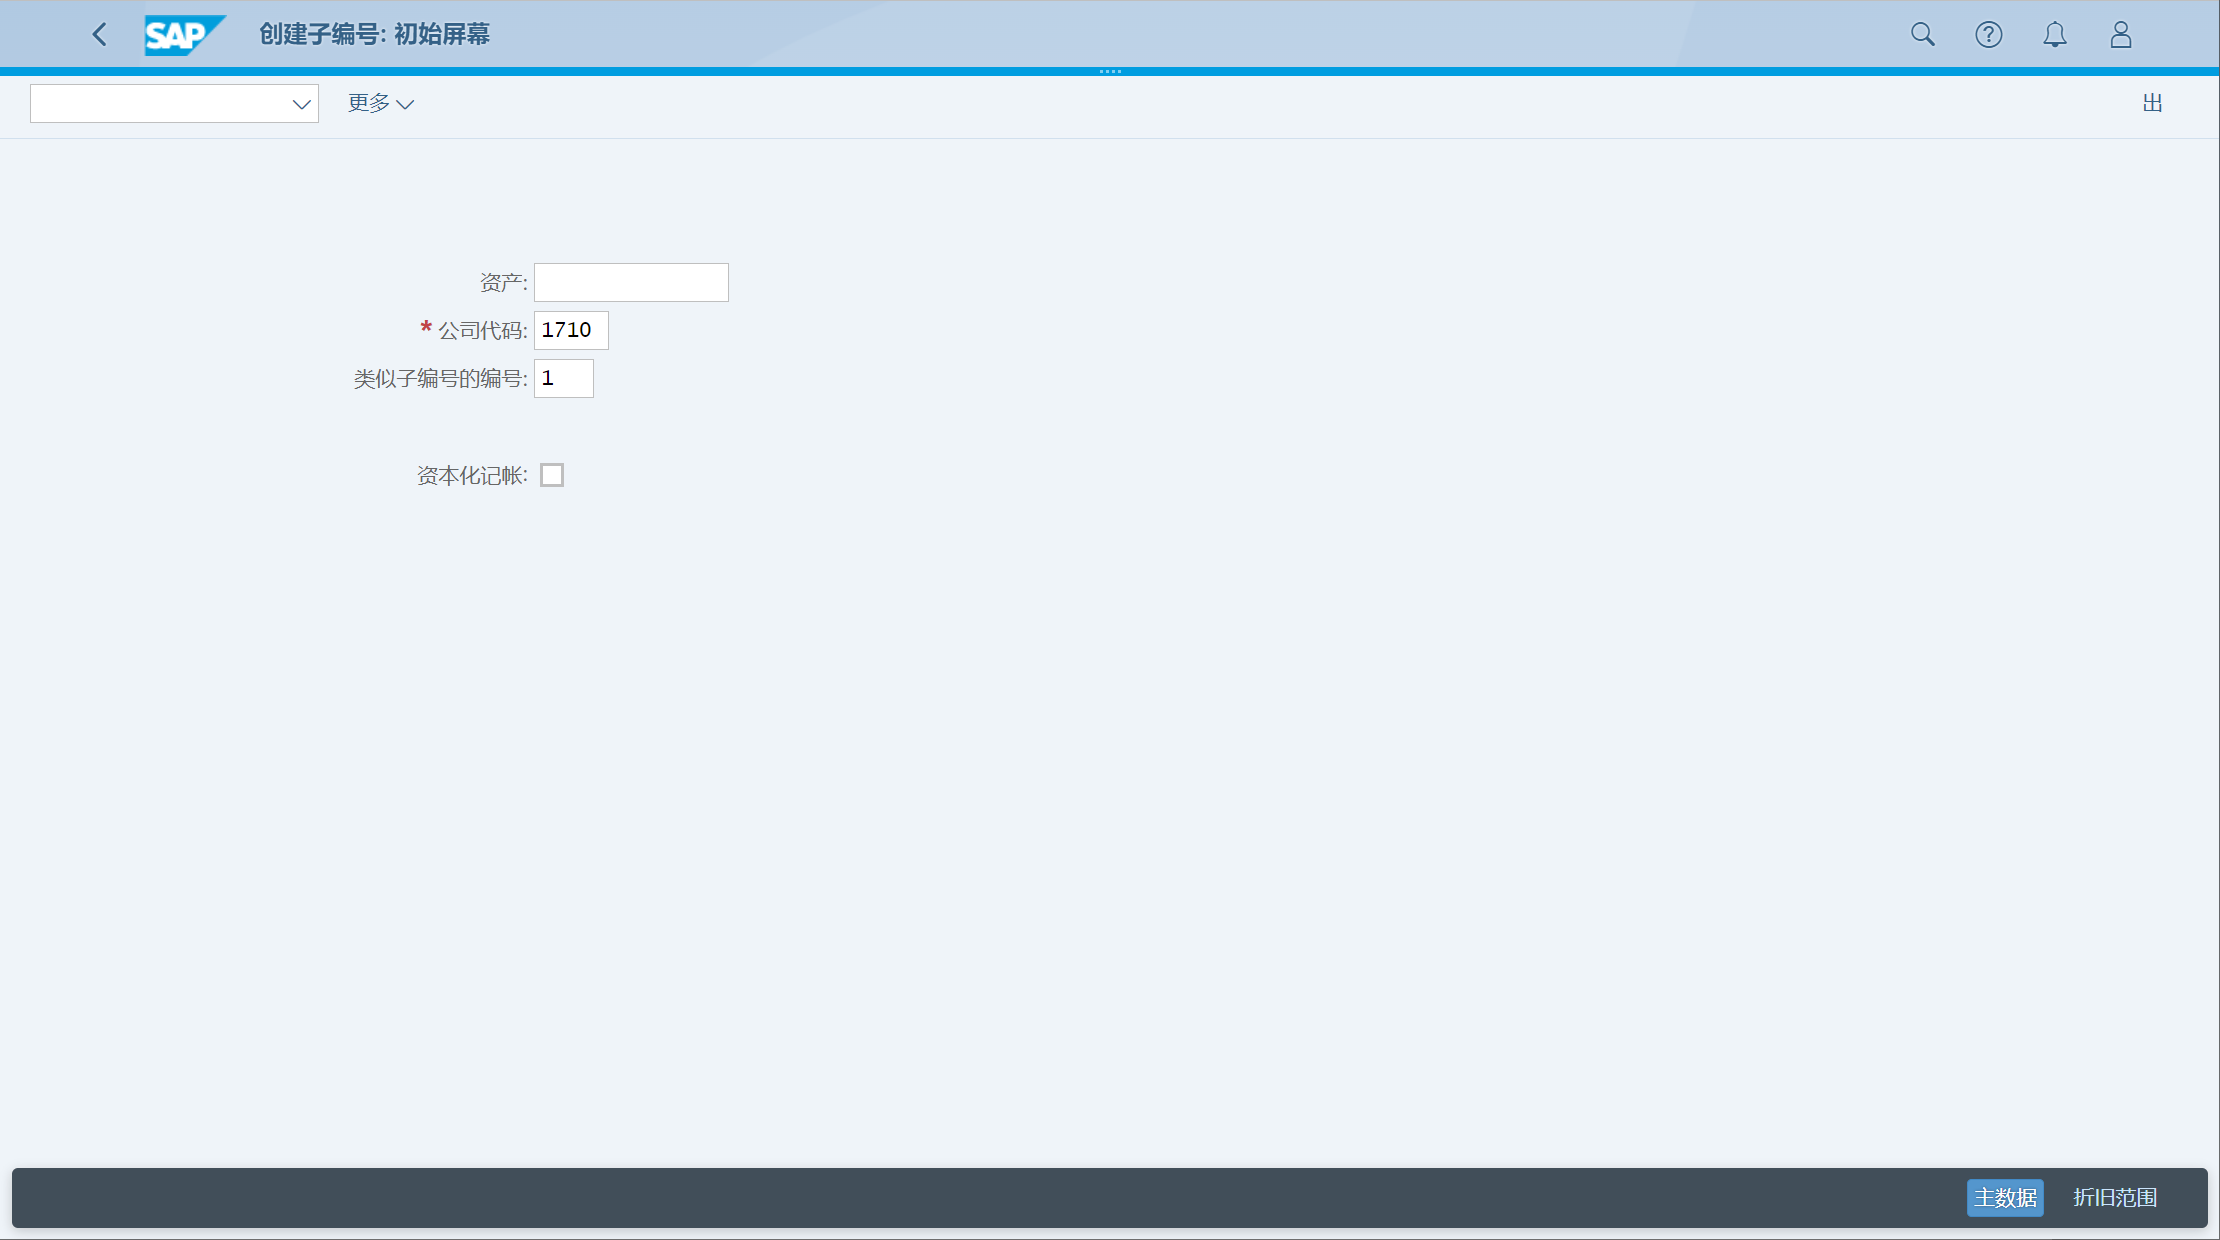 SAP 创建子编号: 初始屏幕
更多 出
资产:
* 公司代码: 1710
类似子编号的编号: 1
资本化记帐:
主数据 折旧范围